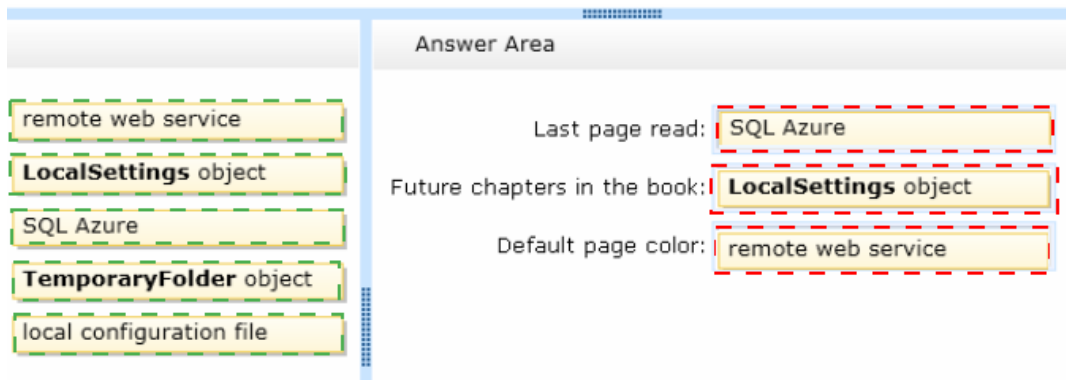 Answer Area
remote web service
LocalSettings object
SQL Azure
TemporaryFolder object
local configuration file
Last page read: SQL Azure
Future chapters in the book: LocalSettings object
Default page color: remote web service